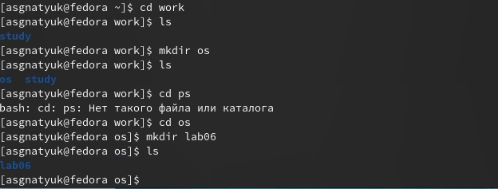 [asgnatyuk@fedora ~]$ cd work
[asgnatyuk@fedora work]$ ls
study
[asgnatyuk@fedora work]$ mkdir os
[asgnatyuk@fedora work]$ ls
os  study
[asgnatyuk@fedora work]$ cd ps
bash: cd: ps: Нет такого файла или каталога
[asgnatyuk@fedora work]$ cd os
[asgnatyuk@fedora os]$ mkdir lab06
[asgnatyuk@fedora os]$ ls
lab06
[asgnatyuk@fedora os]$